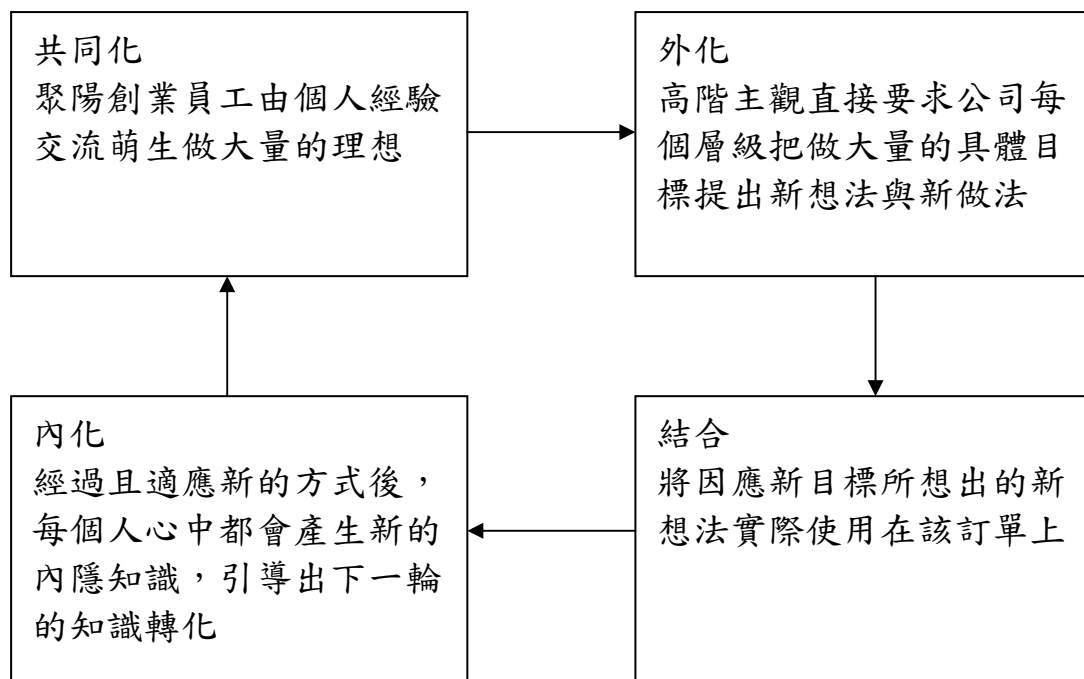 共同化
聚陽創業員工由個人經驗
交流萌生做大量的理想
外化
高階主觀直接要求公司每
個層級把做大量的具體目
標提出新想法與新做法
內化
經過且適應新的方式後，
每個人心中都會產生新的
內隱知識，引導出下一輪
的知識轉化
結合
將因應新目標所想出的新
想法實際使用在該訂單上